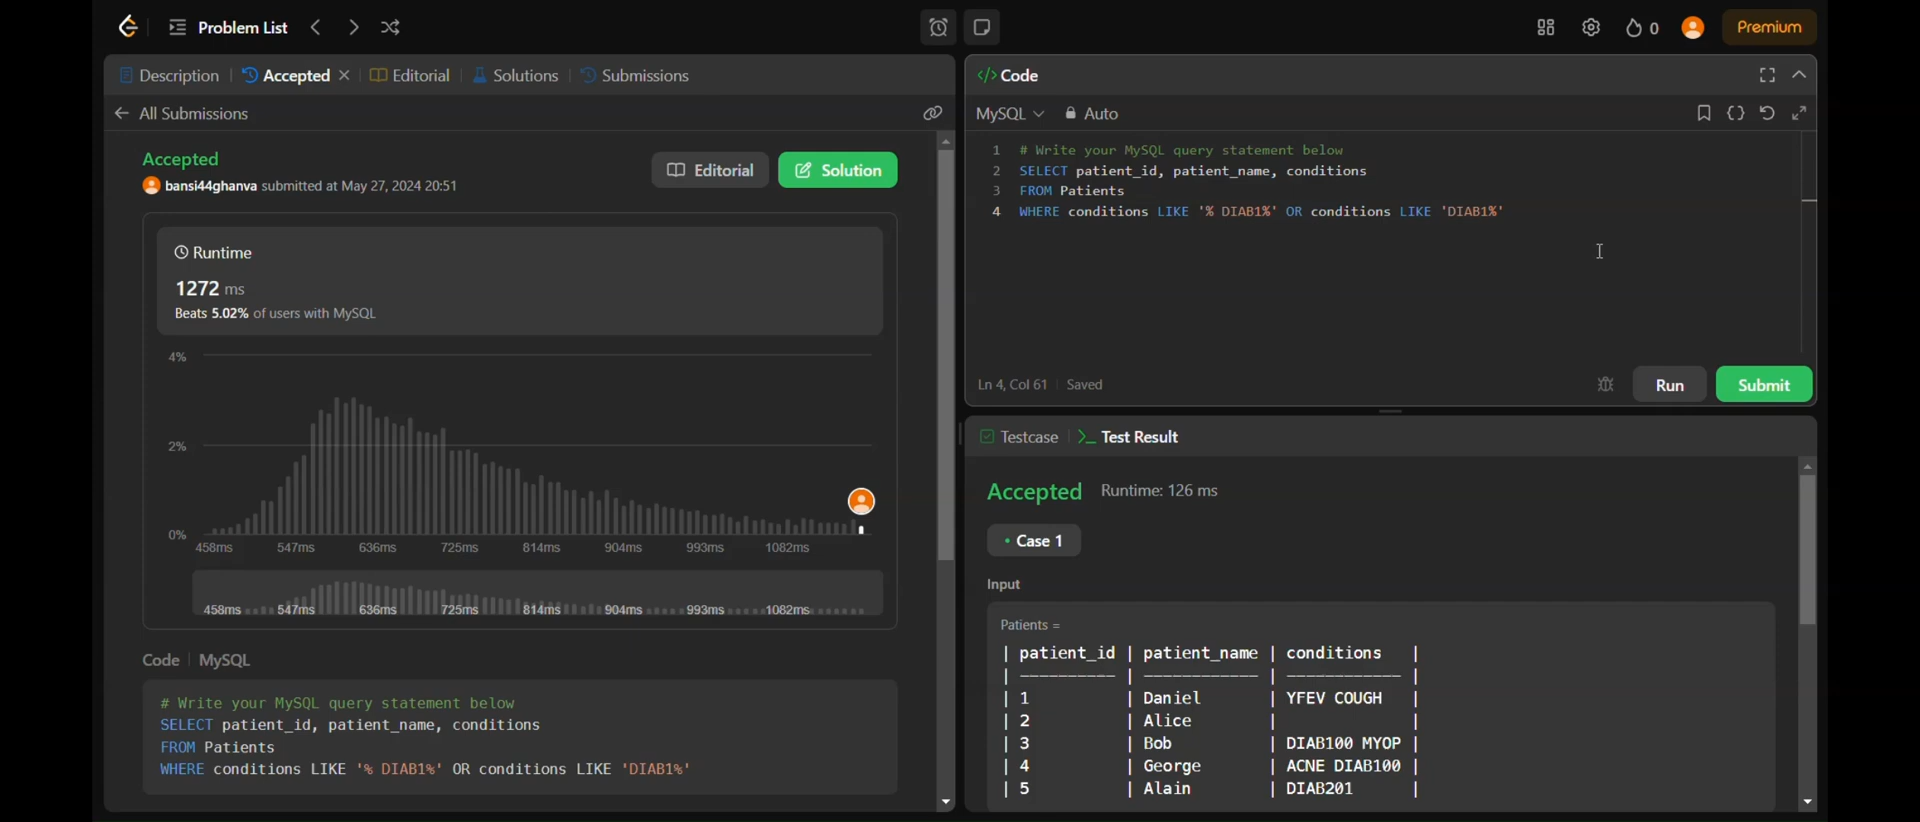 Problem List
0
Premium
Description
Accepted
Editorial
Solutions
Submissions
All Submissions
Accepted
bansi44ghanva submitted at May 27, 2024 20:51
Editorial
Solution
Runtime
1272 ms
Beats 5.02% of users with MySQL
4%
2%
0%
458ms 547ms 636ms 725ms 814ms 904ms 993ms 1082ms
458ms 547ms 636ms 725ms 814ms 904ms 993ms 1082ms
Code | MySQL
# Write your MySQL query statement below
SELECT patient_id, patient_name, conditions
FROM Patients
WHERE conditions LIKE '% DIAB1%' OR conditions LIKE 'DIAB1%'
</> Code
MySQL
Auto
1 # Write your MySQL query statement below
2 SELECT patient_id, patient_name, conditions
3 FROM Patients
4 WHERE conditions LIKE '% DIAB1%' OR conditions LIKE 'DIAB1%'
Ln 4, Col 61 | Saved
Run
Submit
Testcase
>_ Test Result
Accepted Runtime: 126 ms
• Case 1
Input
Patients =
| patient_id | patient_name | conditions |
| ---------- | ------------ | ------------ |
| 1 | Daniel | YFEV COUGH |
| 2 | Alice | |
| 3 | Bob | DIAB100 MYOP |
| 4 | George | ACNE DIAB100 |
| 5 | Alain | DIAB201 |